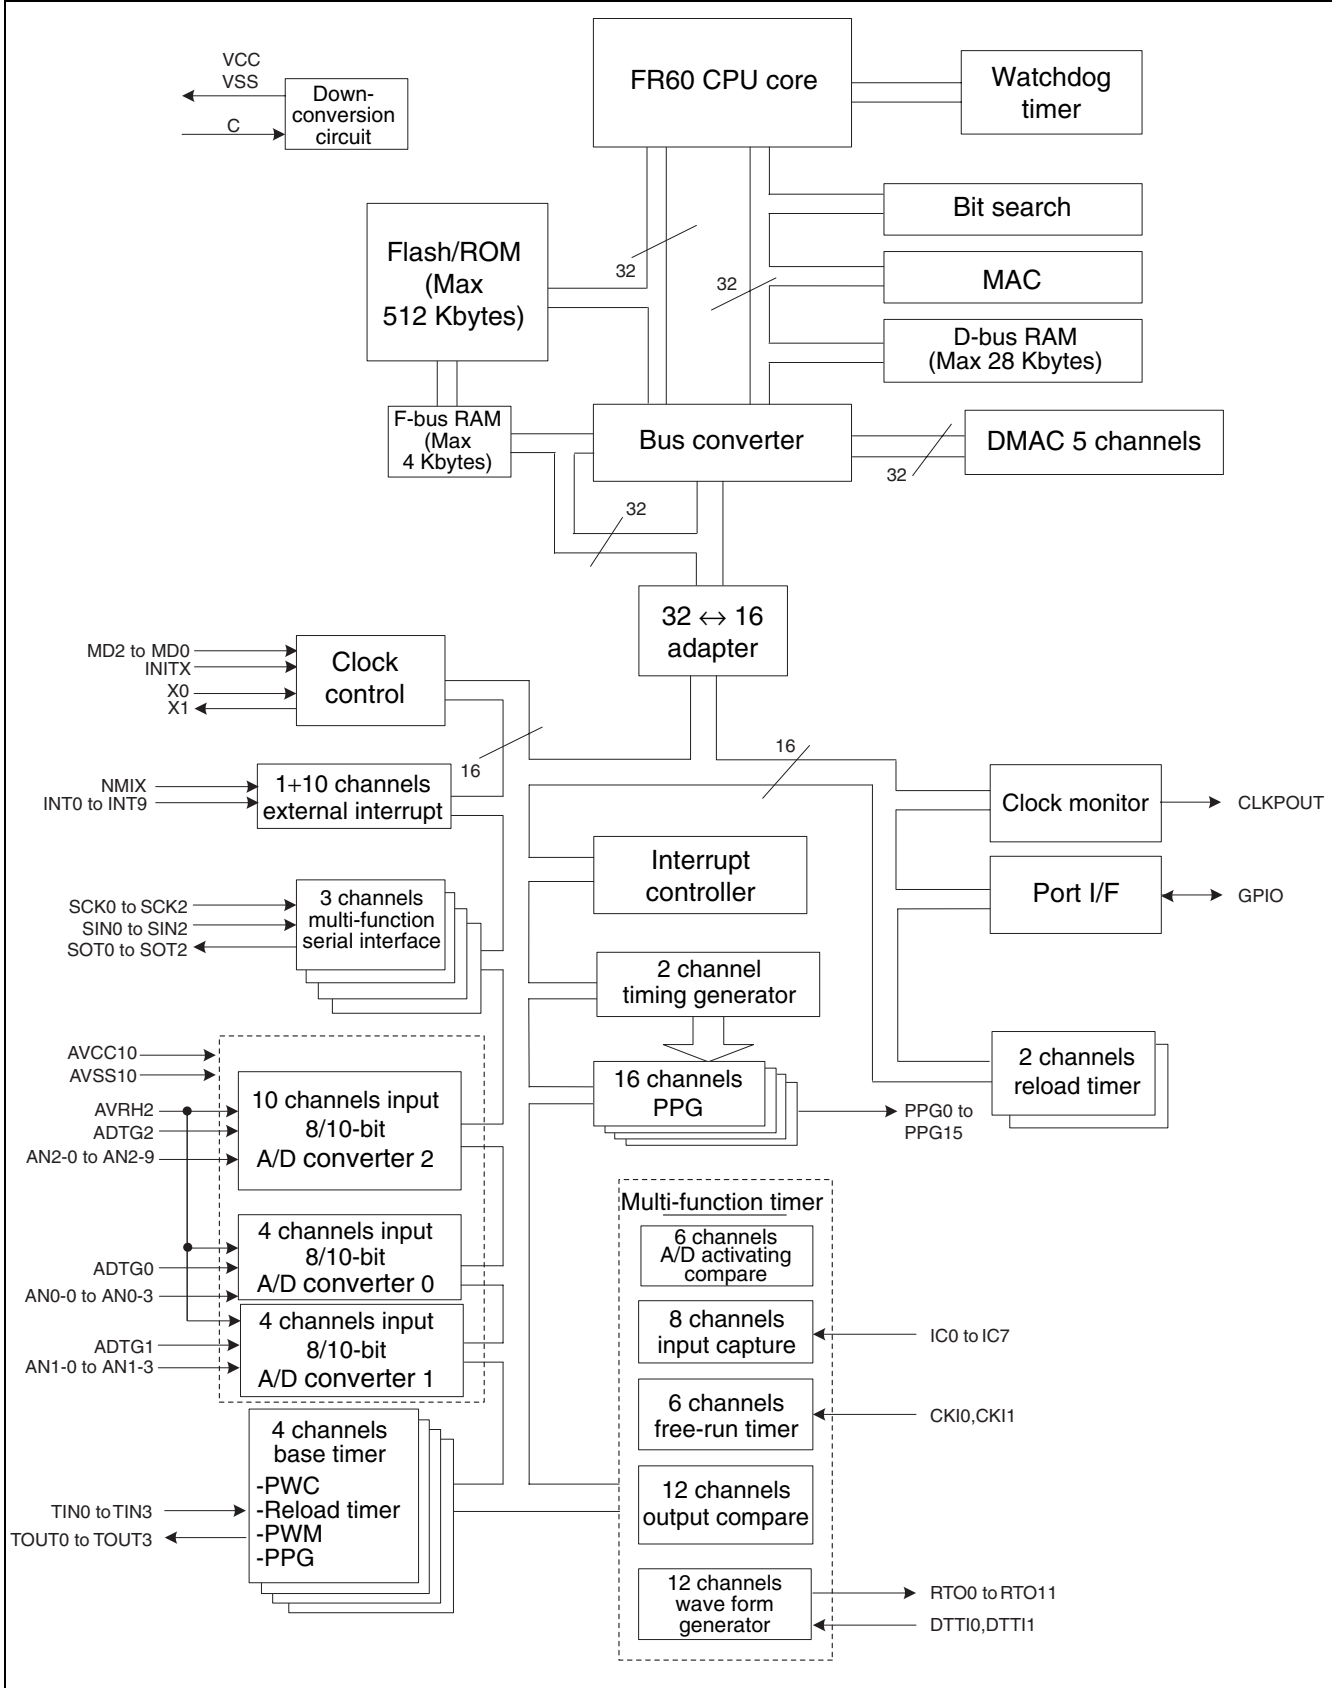 VCC
VSS
C
Down-
conversion
circuit
FR60 CPU core
Watchdog
timer
Bit search
Flash/ROM
(Max
512 Kbytes)
32
32
MAC
D-bus RAM
(Max 28 Kbytes)
F-bus RAM
(Max
4 Kbytes)
Bus converter
DMAC 5 channels
32
32
32 ↔ 16
adapter
MD2 to MD0
INITX
X0
X1
Clock
control
16
16
NMIX
INT0 to INT9
1+10 channels
external interrupt
Clock monitor
CLKPOUT
Interrupt
controller
Port I/F
GPIO
SCK0 to SCK2
SIN0 to SIN2
SOT0 to SOT2
3 channels
multi-function
serial interface
2 channel
timing generator
AVCC10
AVSS10
AVRH2
ADTG2
AN2-0 to AN2-9
10 channels input
8/10-bit
A/D converter 2
16 channels
PPG
PPG0 to
PPG15
2 channels
reload timer
ADTG0
AN0-0 to AN0-3
4 channels input
8/10-bit
A/D converter 0
ADTG1
AN1-0 to AN1-3
4 channels input
8/10-bit
A/D converter 1
Multi-function timer
6 channels
A/D activating
compare
8 channels
input capture
IC0 to IC7
6 channels
free-run timer
CKI0,CKI1
4 channels
base timer
-PWC
-Reload timer
-PWM
-PPG
TIN0 to TIN3
TOUT0 to TOUT3
12 channels
output compare
12 channels
wave form
generator
RTO0 to RTO11
DTTI0,DTTI1